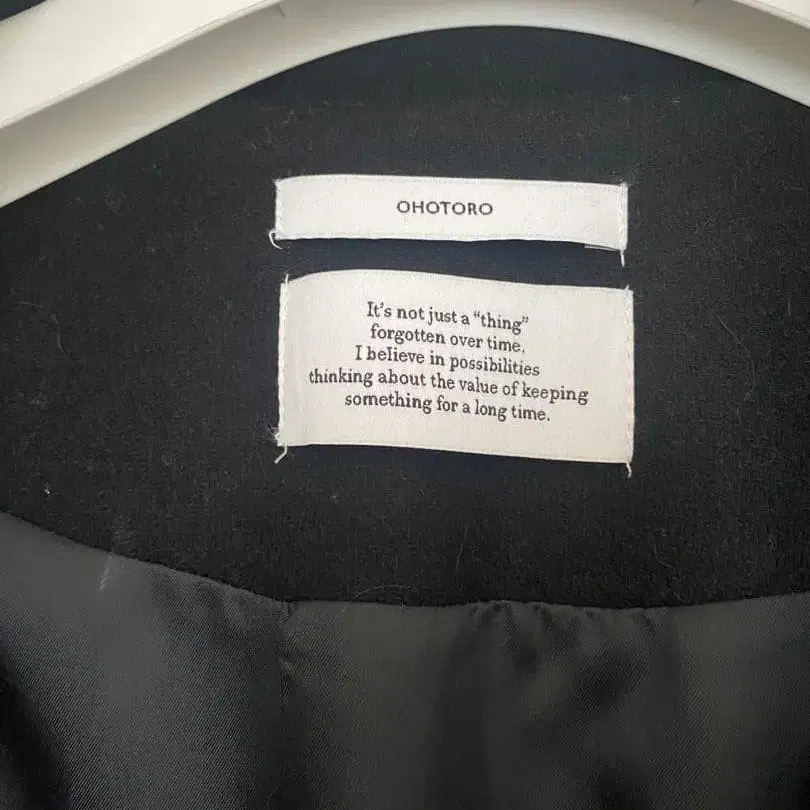 OHOTORO
It's not just a "thing"
forgotten over time.
I believe in possibilities
thinking about the value of keeping
something for a long time.